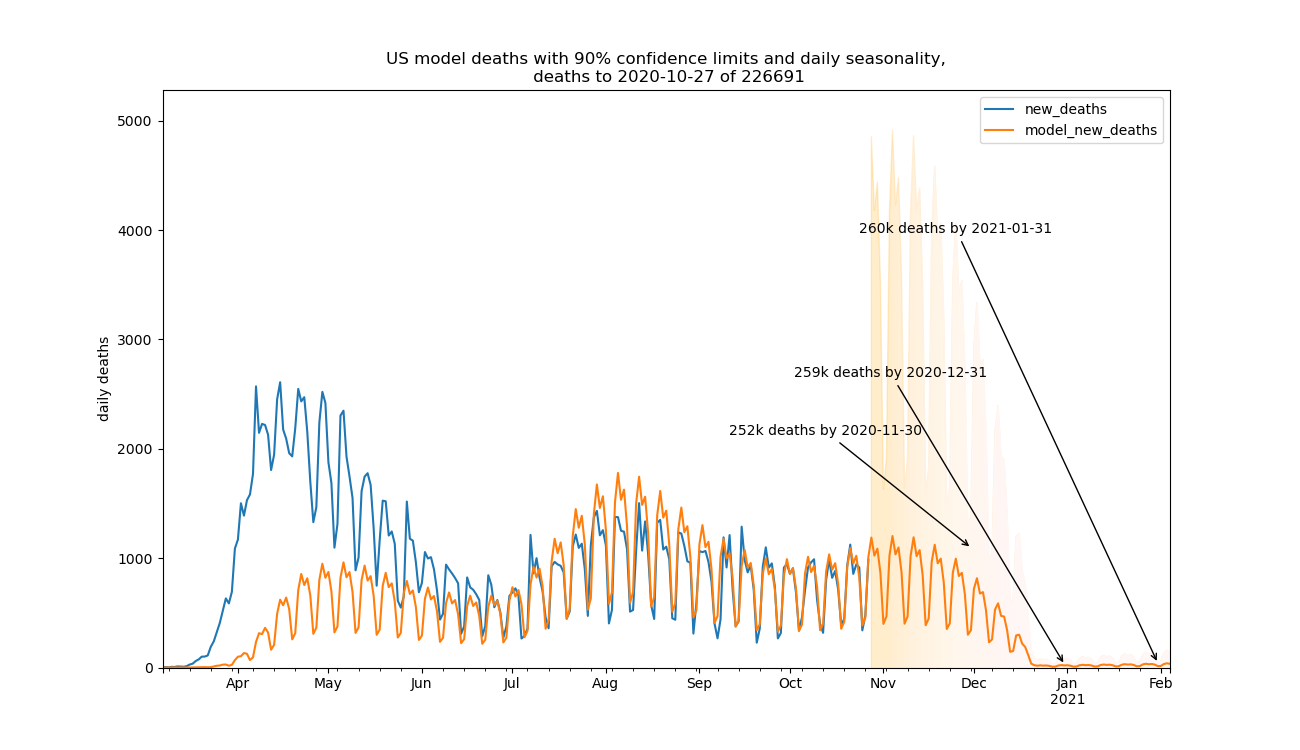 US model deaths with 90% confidence limits and daily seasonality,
deaths to 2020-10-27 of 226691
new_deaths
model_new_deaths
daily deaths
5000
4000
3000
2000
1000
0
260k deaths by 2021-01-31
259k deaths by 2020-12-31
252k deaths by 2020-11-30
Apr May Jun Jul Aug Sep Oct Nov Dec Jan Feb
2021